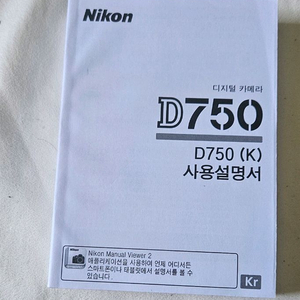 Nikon
디지털 카메라
D750
D750 (K)
사용설명서
Nikon Manual Viewer 2
애플리케이션을 사용하여 언제 어디서든
스마트폰이나 태블릿에서 설명서를 볼 수
있습니다.
Kr